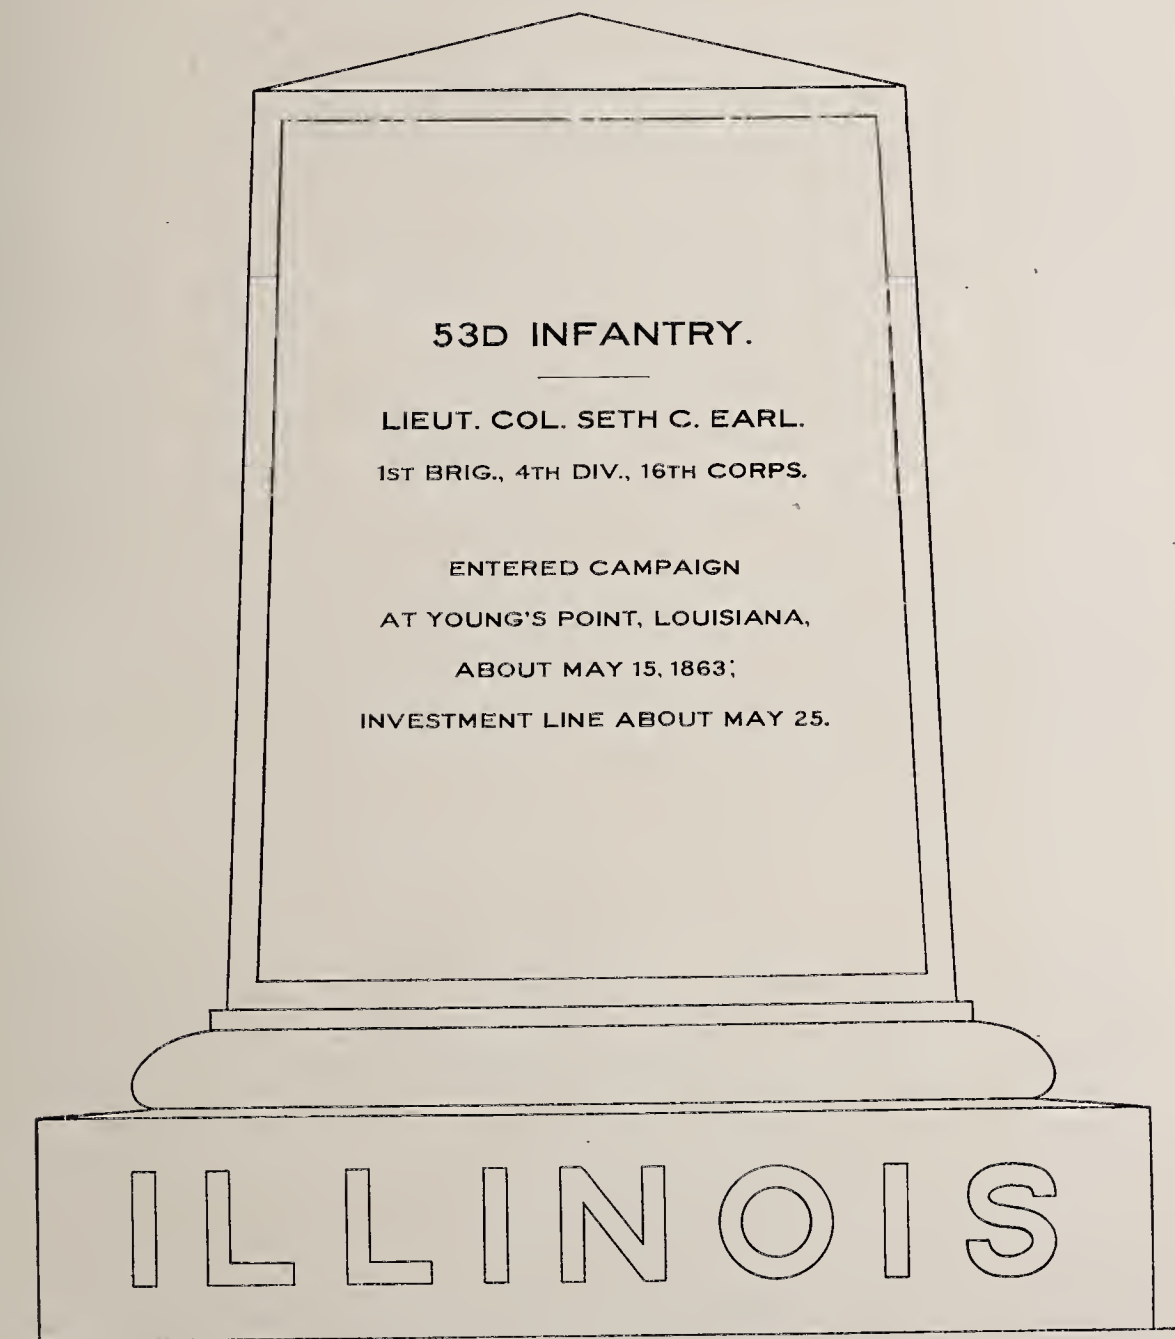 53D INFANTRY.
LIEUT. COL. SETH C. EARL.
1ST BRIG., 4TH DIV., 16TH CORPS.
ENTERED CAMPAIGN
AT YOUNG'S POINT, LOUISIANA,
ABOUT MAY 15, 1863;
INVESTMENT LINE ABOUT MAY 25.
ILLINOIS